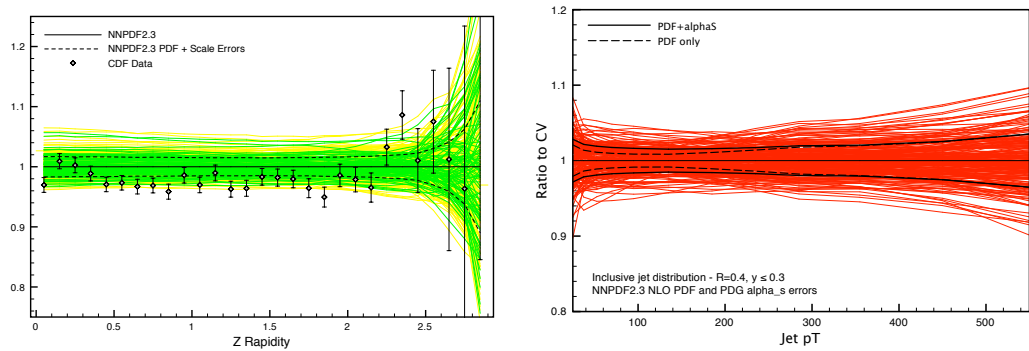 1.2
1.1
1
0.9
0.8
NNPDF2.3
NNPDF2.3 PDF + Scale Errors
CDF Data
0 0.5 1 1.5 2 2.5
Z Rapidity
Ratio to CV
1.2
1.1
1
0.9
0.8
PDF+alphaS
PDF only
Inclusive jet distribution - R=0.4, y ≤ 0.3
NNPDF2.3 NLO PDF and PDG alpha_s errors
100 200 300 400 500
Jet pT